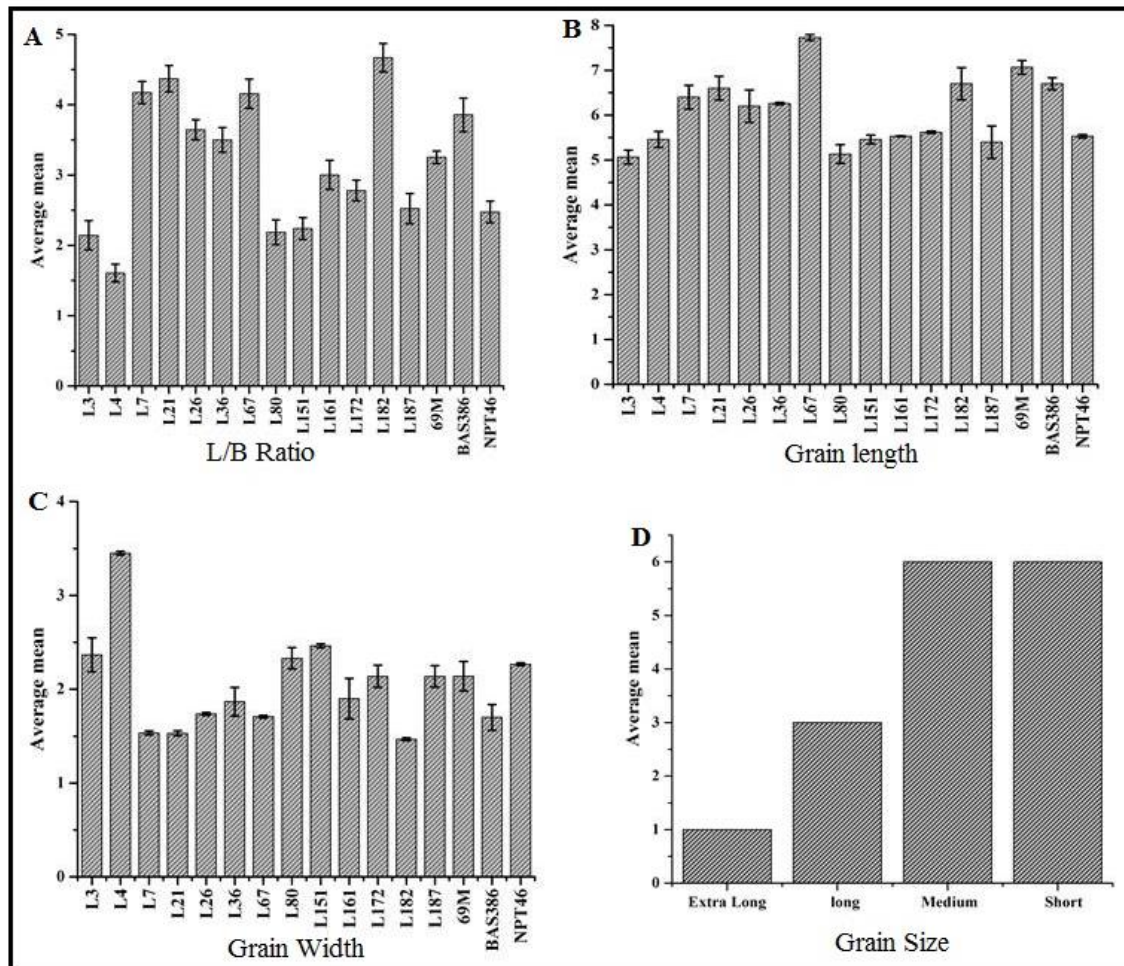 A
Average mean
5
4
3
2
1
0
L3 L4 L7 L21 L26 L36 L67 L80 L151 L161 L172 L182 L187 69M BAS386 NPT46
L/B Ratio
B
Average mean
8
7
6
5
4
3
2
1
0
L3 L4 L7 L21 L26 L36 L67 L80 L151 L161 L172 L182 L187 69M BAS386 NPT46
Grain length
C
Average mean
4
3
2
1
0
L3 L4 L7 L21 L26 L36 L67 L80 L151 L161 L172 L182 L187 69M BAS386 NPT46
Grain Width
D
Average mean
6
5
4
3
2
1
0
Extra Long long Medium Short
Grain Size